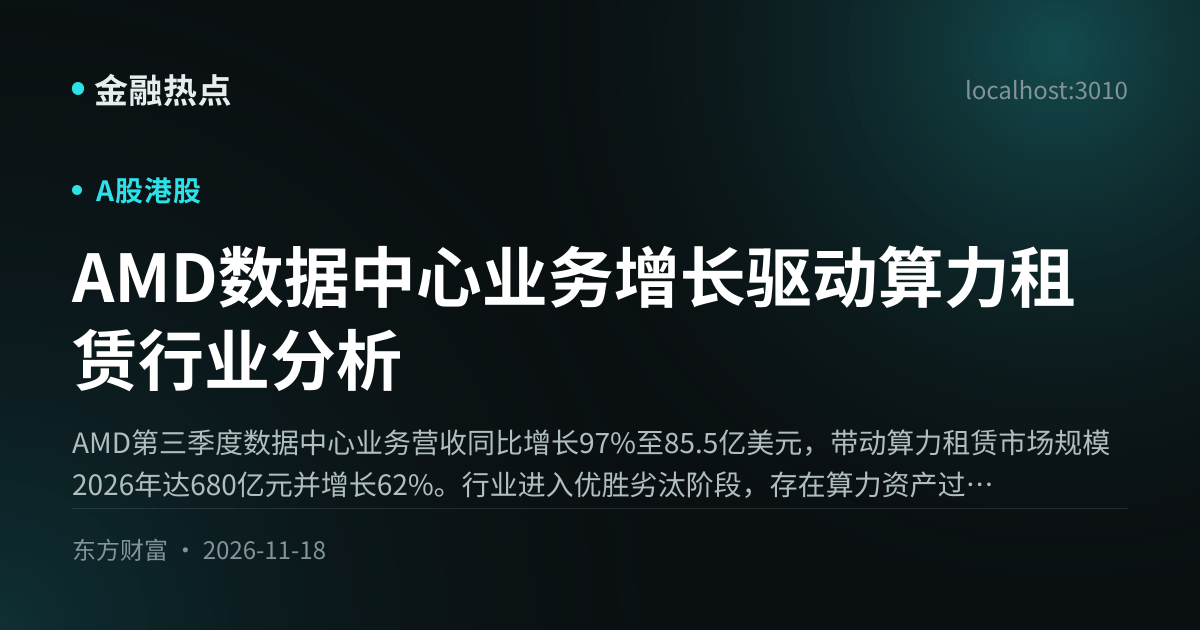 金融热点
localhost:3010
A股港股
AMD数据中心业务增长驱动算力租
赁行业分析
AMD第三季度数据中心业务营收同比增长97%至85.5亿美元，带动算力租赁市场规模
2026年达680亿元并增长62%。行业进入优胜劣汰阶段，存在算力资产过…
东方财富 • 2026-11-18